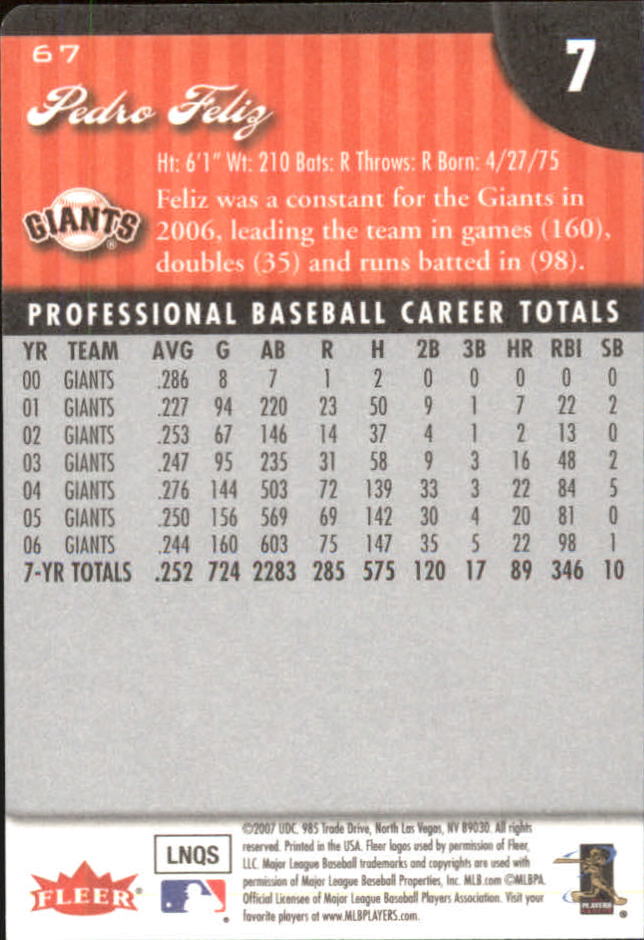 67
7
Pedro Feliz
Ht: 6'1" Wt: 210 Bats: R Throws: R Born: 4/27/75
GIANTS
Feliz was a constant for the Giants in
2006, leading the team in games (160),
doubles (35) and runs batted in (98).
PROFESSIONAL BASEBALL CAREER TOTALS
YR TEAM AVG G AB R H 2B 3B HR RBI SB
00 GIANTS .286 8 7 1 2 0 0 0 0 0
01 GIANTS .227 94 220 23 50 9 1 7 22 2
02 GIANTS .253 67 146 14 37 4 1 2 13 0
03 GIANTS .247 95 235 31 58 9 3 16 48 2
04 GIANTS .276 144 503 72 139 33 3 22 84 5
05 GIANTS .250 156 569 69 142 30 4 20 81 0
06 GIANTS .244 160 603 75 147 35 5 22 98 1
7-YR TOTALS .252 724 2283 285 575 120 17 89 346 10
FLEER®
LNQS
©2007 UDC. 985 Trade Drive, North Las Vegas, NV 89030. All rights
reserved. Printed in the USA. Fleer logos used by permission of Fleer,
LLC. Major League Baseball trademarks and copyrights are used with
permission of Major League Baseball Properties, Inc. MLB.com ©MLBPA
Official Licensee of Major League Baseball Players Association. Visit your
favorite players at www.MLBPLAYERS.com.
PLAYERS